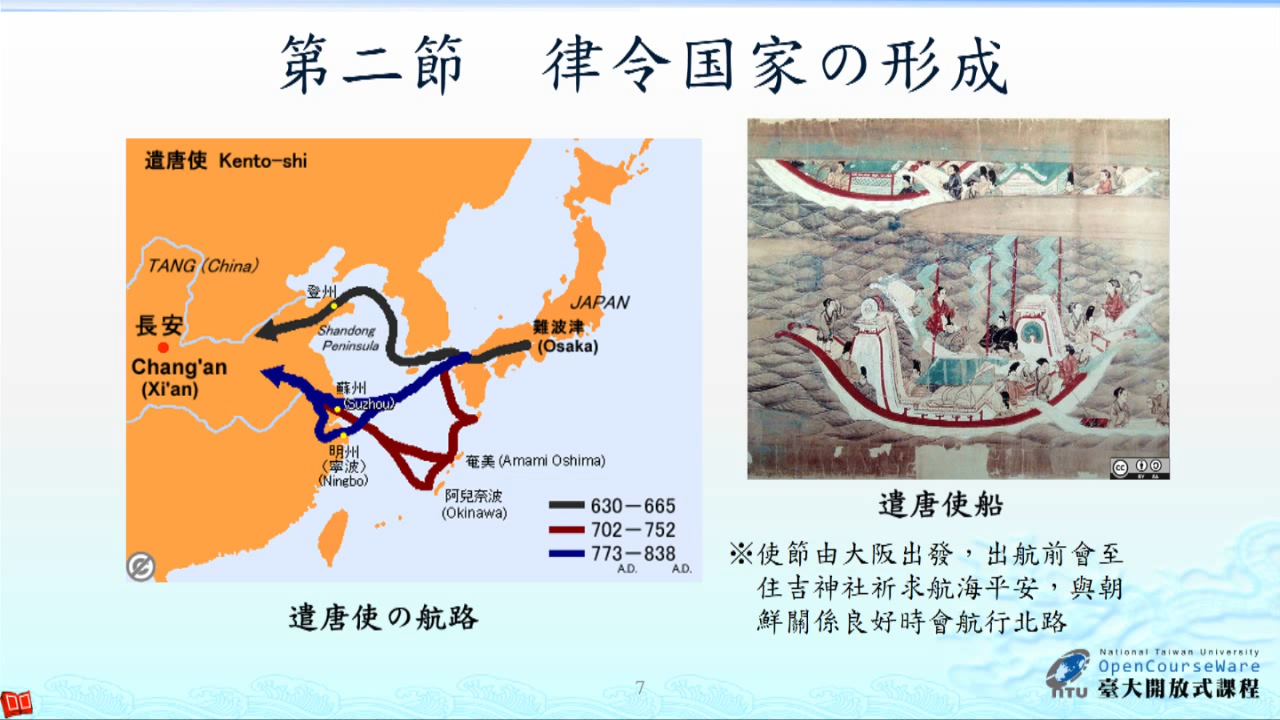 第二節　律令国家の形成
遣唐使 Kento-shi
TANG (China)
登州
JAPAN
長安
Shandong
Peninsula
難波津
(Osaka)
Chang'an
(Xi'an)
蘇州
(Suzhou)
明州
(寧波)
(Ningbo)
奄美 (Amami Oshima)
阿兒奈波
(Okinawa)
630－665
702－752
773－838
A.D. A.D.
遣唐使の航路
cc BY SA
遣唐使船
※使節由大阪出發，出航前會至
住吉神社祈求航海平安，與朝
鮮關係良好時會航行北路
7
National Taiwan University
OpenCourseWare
NTU 臺大開放式課程